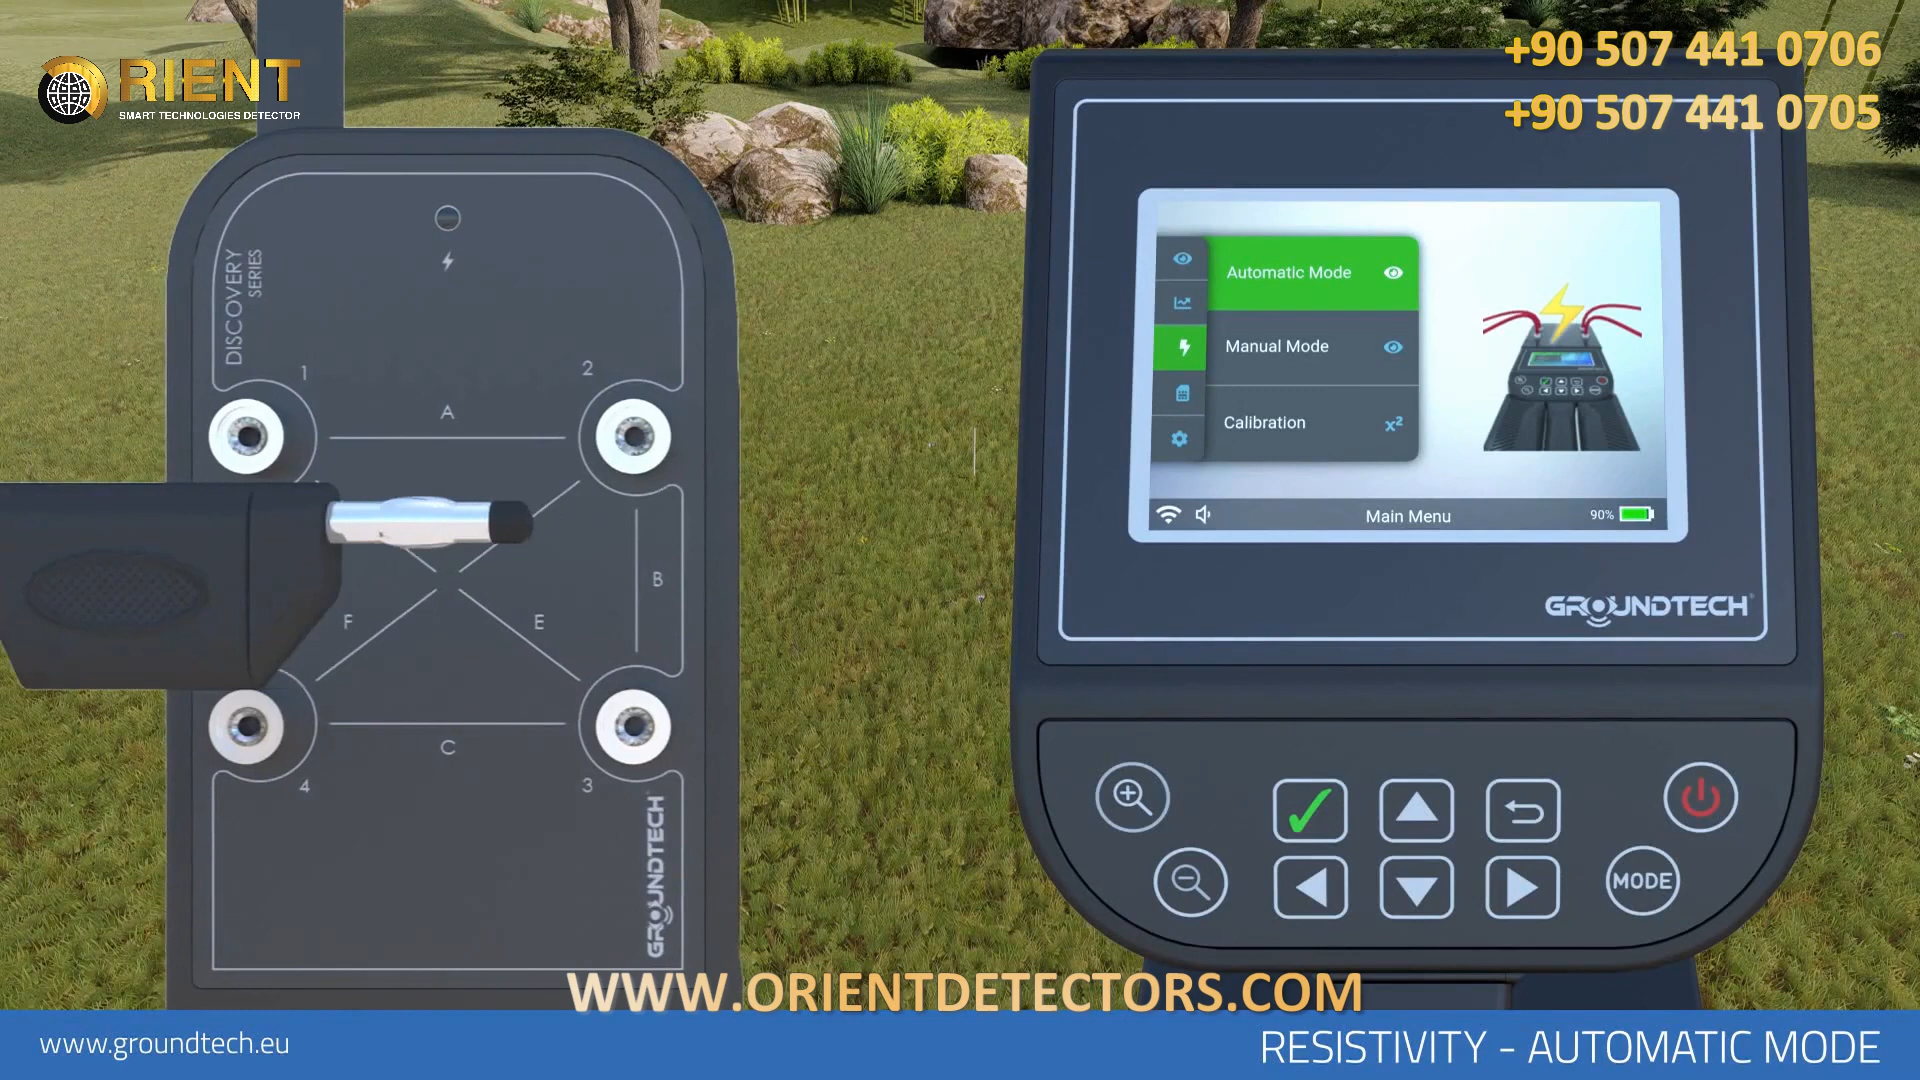 RIENT
SMART TECHNOLOGIES DETECTOR
+90 507 441 0706
+90 507 441 0705
DISCOVERY
SERIES
1
2
A
B
F
E
C
4
3
GROUNDTECH
Automatic Mode
Manual Mode
Calibration
x²
Main Menu
90%
GROUNDTECH
MODE
WWW.ORIENTDETECTORS.COM
www.groundtech.eu
RESISTIVITY - AUTOMATIC MODE